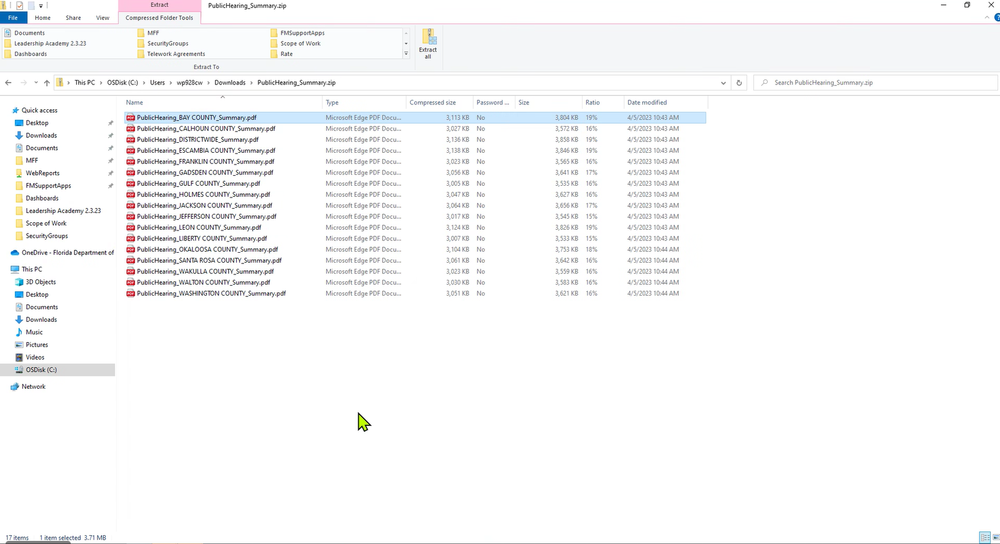 Extract PublicHearing_Summary.zip
File Home Share View Compressed Folder Tools
Documents MFF FMSupportApps
Leadership Academy 2.3.23 SecurityGroups Scope of Work
Dashboards Telework Agreements Rate
Extract all
Extract To
This PC > OSDisk (C:) > Users > wp928cw > Downloads > PublicHearing_Summary.zip
Search PublicHearing_Summary.zip
Quick access
Desktop
Downloads
Documents
MFF
WebReports
FMSupportApps
Dashboards
Leadership Academy 2.3.23
Scope of Work
SecurityGroups
OneDrive - Florida Department of
This PC
3D Objects
Desktop
Documents
Downloads
Music
Pictures
Videos
OSDisk (C:)
Network
Name Type Compressed size Password ... Size Ratio Date modified
PublicHearing_BAY COUNTY_Summary.pdf Microsoft Edge PDF Docu... 3,113 KB No 3,804 KB 19% 4/5/2023 10:43 AM
PublicHearing_CALHOUN COUNTY_Summary.pdf Microsoft Edge PDF Docu... 3,027 KB No 3,572 KB 16% 4/5/2023 10:43 AM
PublicHearing_DISTRICTWIDE_Summary.pdf Microsoft Edge PDF Docu... 3,136 KB No 3,858 KB 19% 4/5/2023 10:43 AM
PublicHearing_ESCAMBIA COUNTY_Summary.pdf Microsoft Edge PDF Docu... 3,138 KB No 3,846 KB 19% 4/5/2023 10:43 AM
PublicHearing_FRANKLIN COUNTY_Summary.pdf Microsoft Edge PDF Docu... 3,023 KB No 3,565 KB 16% 4/5/2023 10:43 AM
PublicHearing_GADSDEN COUNTY_Summary.pdf Microsoft Edge PDF Docu... 3,056 KB No 3,641 KB 17% 4/5/2023 10:43 AM
PublicHearing_GULF COUNTY_Summary.pdf Microsoft Edge PDF Docu... 3,005 KB No 3,535 KB 16% 4/5/2023 10:43 AM
PublicHearing_HOLMES COUNTY_Summary.pdf Microsoft Edge PDF Docu... 3,047 KB No 3,627 KB 16% 4/5/2023 10:43 AM
PublicHearing_JACKSON COUNTY_Summary.pdf Microsoft Edge PDF Docu... 3,064 KB No 3,656 KB 17% 4/5/2023 10:43 AM
PublicHearing_JEFFERSON COUNTY_Summary.pdf Microsoft Edge PDF Docu... 3,017 KB No 3,545 KB 15% 4/5/2023 10:43 AM
PublicHearing_LEON COUNTY_Summary.pdf Microsoft Edge PDF Docu... 3,124 KB No 3,826 KB 19% 4/5/2023 10:43 AM
PublicHearing_LIBERTY COUNTY_Summary.pdf Microsoft Edge PDF Docu... 3,007 KB No 3,533 KB 15% 4/5/2023 10:43 AM
PublicHearing_OKALOOSA COUNTY_Summary.pdf Microsoft Edge PDF Docu... 3,104 KB No 3,753 KB 18% 4/5/2023 10:44 AM
PublicHearing_SANTA ROSA COUNTY_Summary.pdf Microsoft Edge PDF Docu... 3,061 KB No 3,642 KB 16% 4/5/2023 10:44 AM
PublicHearing_WAKULLA COUNTY_Summary.pdf Microsoft Edge PDF Docu... 3,023 KB No 3,559 KB 16% 4/5/2023 10:44 AM
PublicHearing_WALTON COUNTY_Summary.pdf Microsoft Edge PDF Docu... 3,030 KB No 3,583 KB 16% 4/5/2023 10:44 AM
PublicHearing_WASHINGTON COUNTY_Summary.pdf Microsoft Edge PDF Docu... 3,051 KB No 3,621 KB 16% 4/5/2023 10:44 AM
17 items 1 item selected 3.71 MB